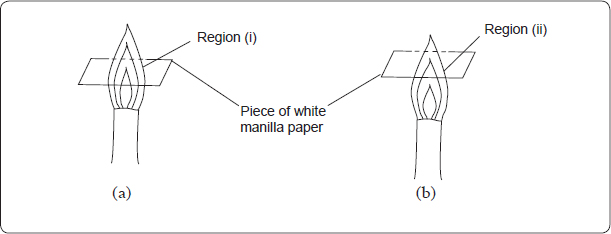 Region (i)
Region (ii)
Piece of white
manilla paper
(a)
(b)